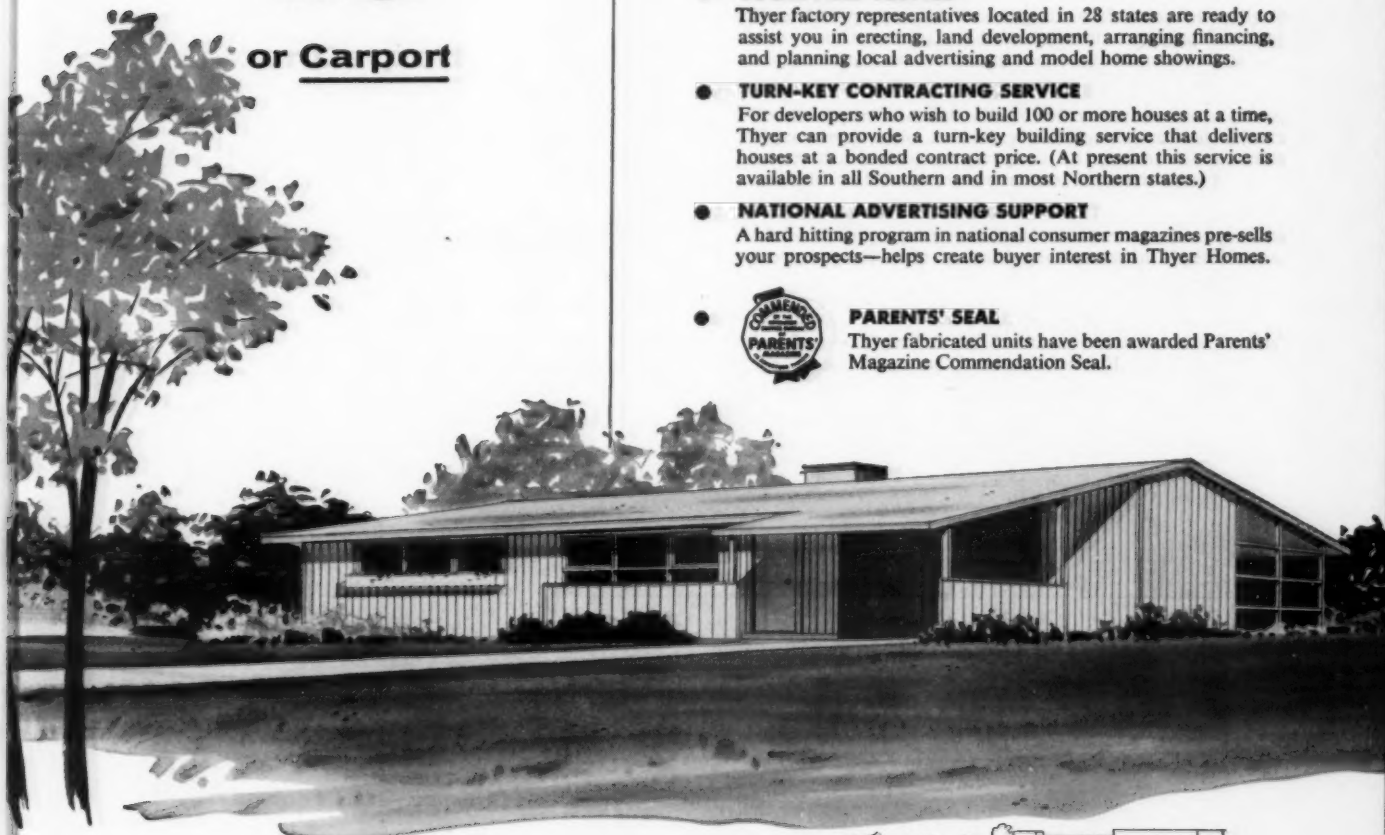 or Carport
Thyer factory representatives located in 28 states are ready to
assist you in erecting, land development, arranging financing,
and planning local advertising and model home showings.
● TURN-KEY CONTRACTING SERVICE
For developers who wish to build 100 or more houses at a time,
Thyer can provide a turn-key building service that delivers
houses at a bonded contract price. (At present this service is
available in all Southern and in most Northern states.)
● NATIONAL ADVERTISING SUPPORT
A hard hitting program in national consumer magazines pre-sells
your prospects—helps create buyer interest in Thyer Homes.
● PARENTS' SEAL
Thyer fabricated units have been awarded Parents'
Magazine Commendation Seal.
COMMENDED
PARENTS'
MAGAZINE